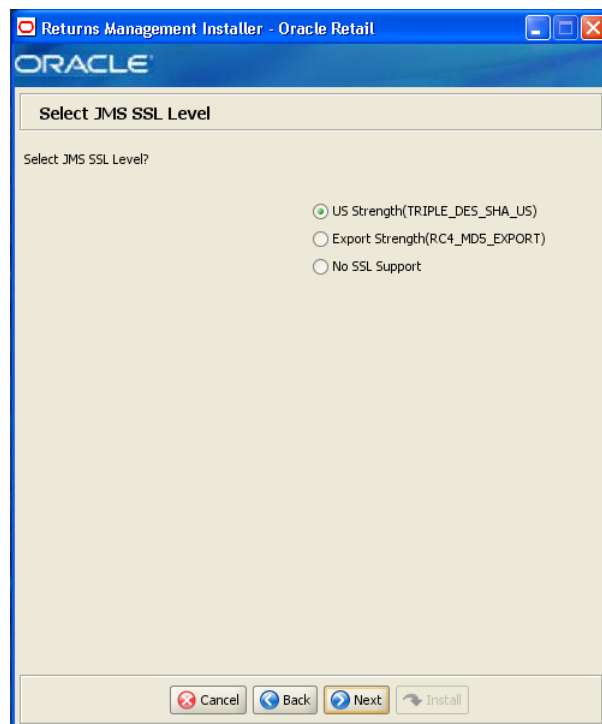 Returns Management Installer - Oracle Retail
ORACLE
Select JMS SSL Level
Select JMS SSL Level?
US Strength(TRIPLE_DES_SHA_US)
Export Strength(RC4_MD5_EXPORT)
No SSL Support
Cancel Back Next Install